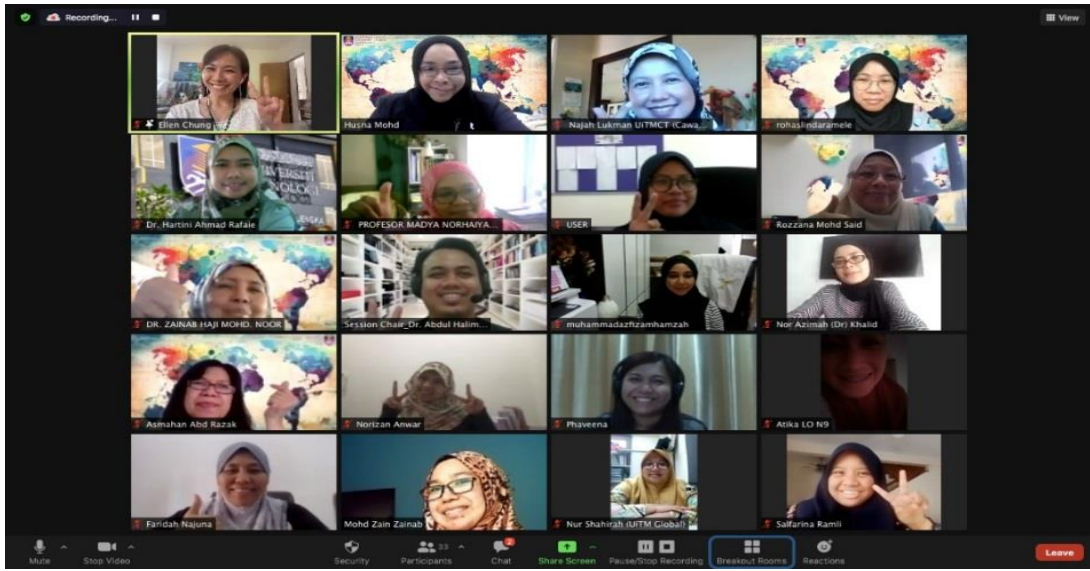 Recording...
View
Ellen Chung
Husna Mohd
Najah Lukman UiTMCT (Cawa...
rohaslindaramele
Dr. Hartini Ahmad Rafaie
PROFESOR MADYA NORHAIYA...
USER
Rozzana Mohd Said
DR. ZAINAB HAJI MOHD. NOOR
Session Chair_Dr. Abdul Halim...
muhammadazfizamhamzah
Nor Azimah (Dr) Khalid
Asmahan Abd Razak
Norizan Anwar
Phaveena
Atika LO N9
Faridah Najuna
Mohd Zain Zainab
Nur Shahirah (UiTM Global)
Salfarina Ramli
Mute
Stop Video
Security
Participants
33
Chat
2
Share Screen
Pause/Stop Recording
Breakout Rooms
Reactions
Leave